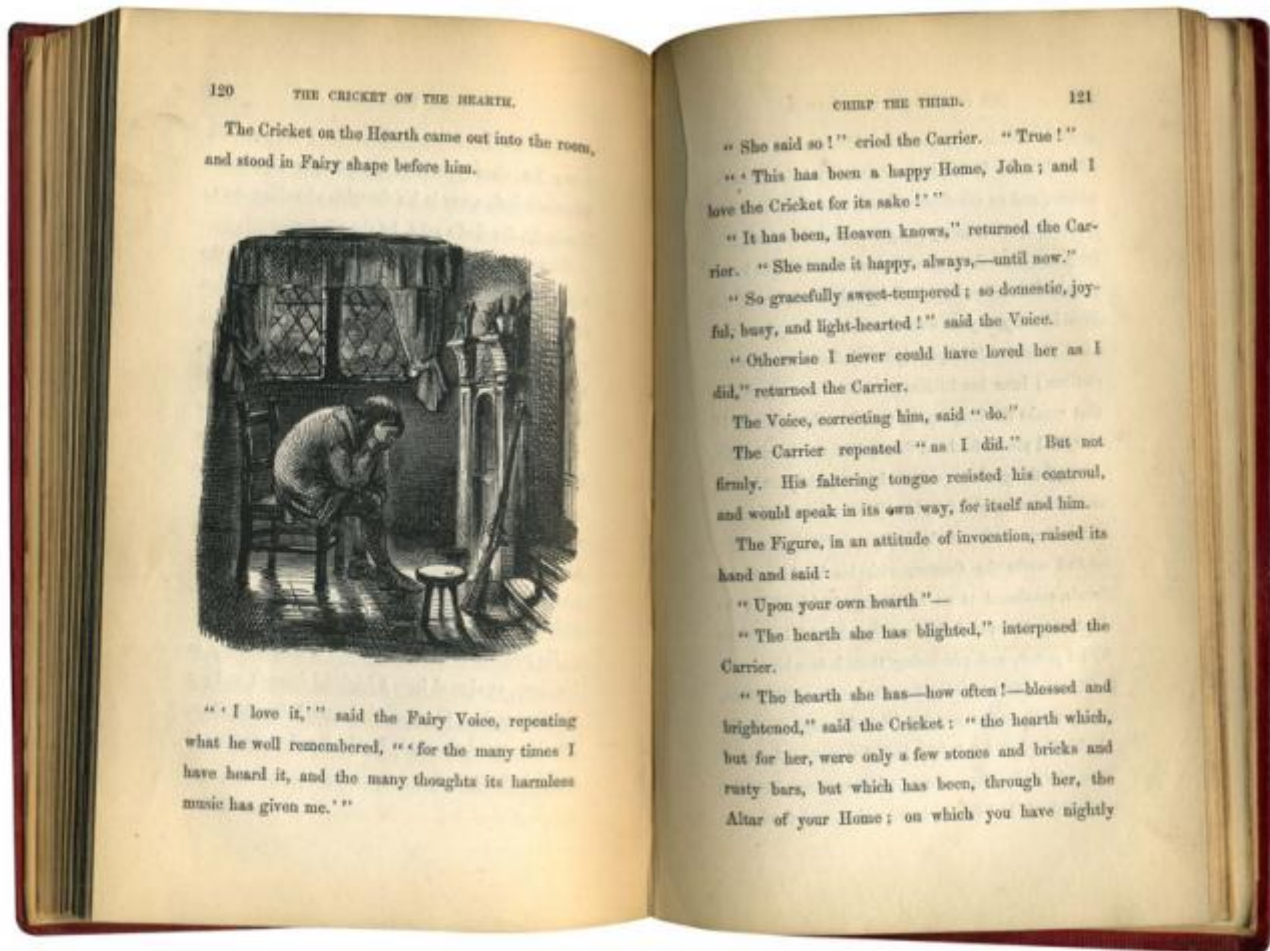 120 THE CRICKET ON THE HEARTH.
The Cricket on the Hearth came out into the room,
and stood in Fairy shape before him.
“ ‘ I love it,’ ” said the Fairy Voice, repeating
what he well remembered, “ ‘ for the many times I
have heard it, and the many thoughts its harmless
music has given me.’ ”
CHIRP THE THIRD. 121
“ She said so ! ” cried the Carrier. “ True ! ”
“ ‘ This has been a happy Home, John ; and I
love the Cricket for its sake ! ’ ”
“ It has been, Heaven knows,” returned the Car-
rier. “ She made it happy, always,—until now.”
“ So gracefully sweet-tempered ; so domestic, joy-
ful, busy, and light-hearted ! ” said the Voice.
“ Otherwise I never could have loved her as I
did,” returned the Carrier.
The Voice, correcting him, said “ do.”
The Carrier repeated “ as I did.” But not
firmly. His faltering tongue resisted his controul,
and would speak in its own way, for itself and him.
The Figure, in an attitude of invocation, raised its
hand and said :
“ Upon your own hearth ”—
“ The hearth she has blighted,” interposed the
Carrier.
“ The hearth she has—how often !—blessed and
brightened,” said the Cricket : “ the hearth which,
but for her, were only a few stones and bricks and
rusty bars, but which has been, through her, the
Altar of your Home ; on which you have nightly